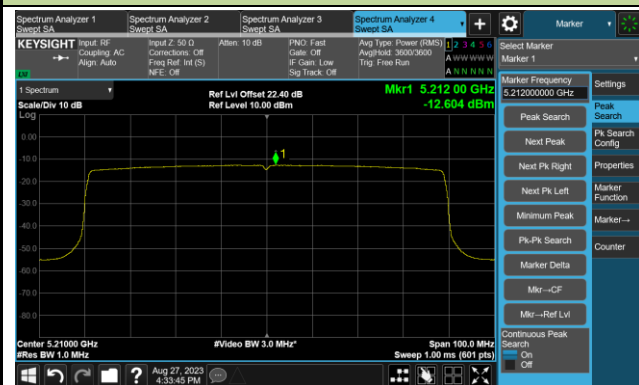 Spectrum Analyzer 1
Swept SA
Spectrum Analyzer 2
Swept SA
Spectrum Analyzer 3
Swept SA
Spectrum Analyzer 4
Swept SA
+
Marker
KEYSIGHT
Input: RF
Coupling: AC
Align: Auto
Input Z: 50 Ω
Corrections: Off
Freq Ref: Int (S)
NFE: Off
Atten: 10 dB
PNO: Fast
Gate: Off
IF Gain: Low
Sig Track: Off
Avg Type: Power (RMS)
Avg|Hold: 3600/3600
Trig: Free Run
1 2 3 4 5 6
A W W W W W
A N N N N N
Select Marker
Marker 1
1 Spectrum
Scale/Div 10 dB
Log
Ref Lvl Offset 22.40 dB
Ref Level 10.00 dBm
Mkr1 5.212 00 GHz
-12.604 dBm
0.00
-10.0
-20.0
-30.0
-40.0
-50.0
-60.0
-70.0
-80.0
1
Center 5.21000 GHz
#Res BW 1.0 MHz
#Video BW 3.0 MHz*
Span 100.0 MHz
Sweep 1.00 ms (601 pts)
Marker Frequency
5.212000000 GHz
Peak Search
Next Peak
Next Pk Right
Next Pk Left
Minimum Peak
Pk-Pk Search
Marker Delta
Mkr→CF
Mkr→Ref Lvl
Continuous Peak
Search
On
Off
Settings
Peak
Search
Pk Search
Config
Properties
Marker
Function
Marker→
Counter
?
Aug 27, 2023
4:33:45 PM